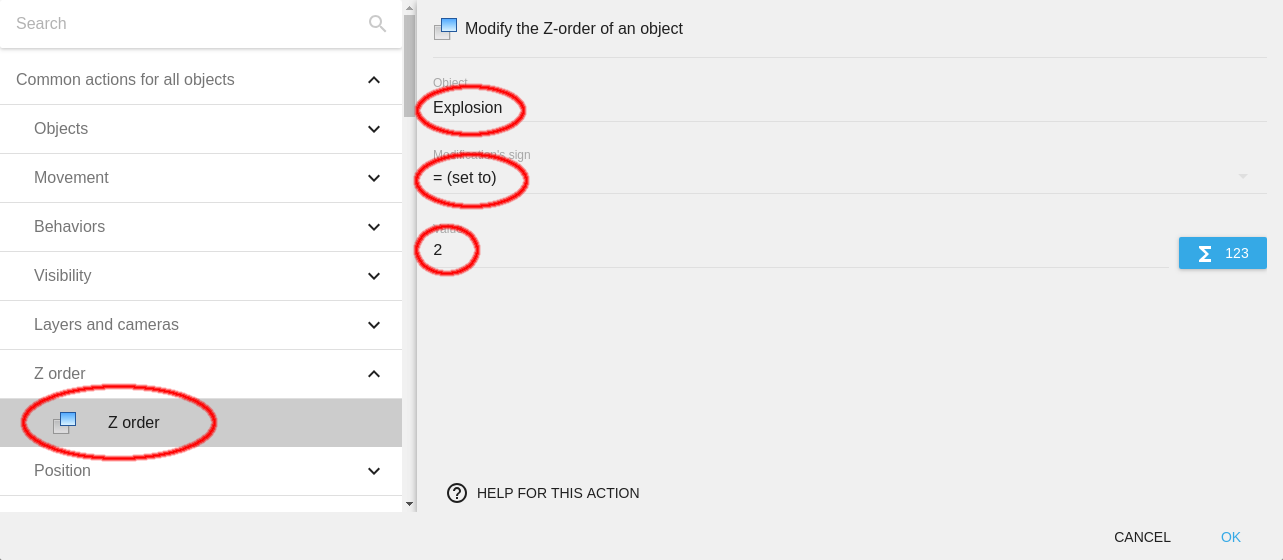 Search
Common actions for all objects
Objects
Movement
Behaviors
Visibility
Layers and cameras
Z order
Z order
Position
Modify the Z-order of an object
Object
Explosion
Modification's sign
= (set to)
Value
2
123
HELP FOR THIS ACTION
CANCEL
OK